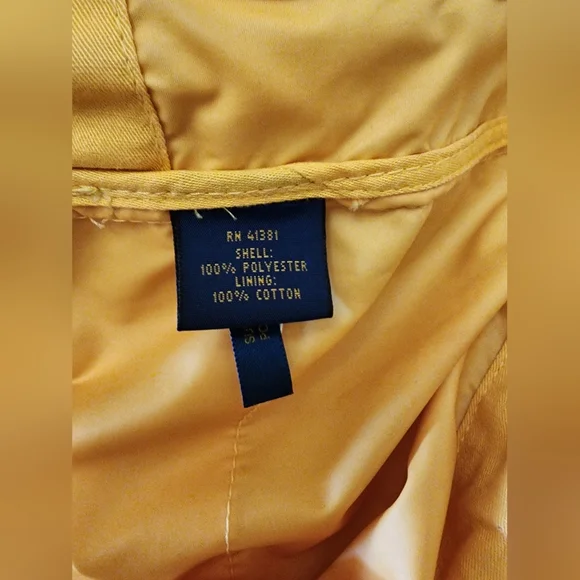 RN 41381
SHELL:
100% POLYESTER
LINING:
100% COTTON